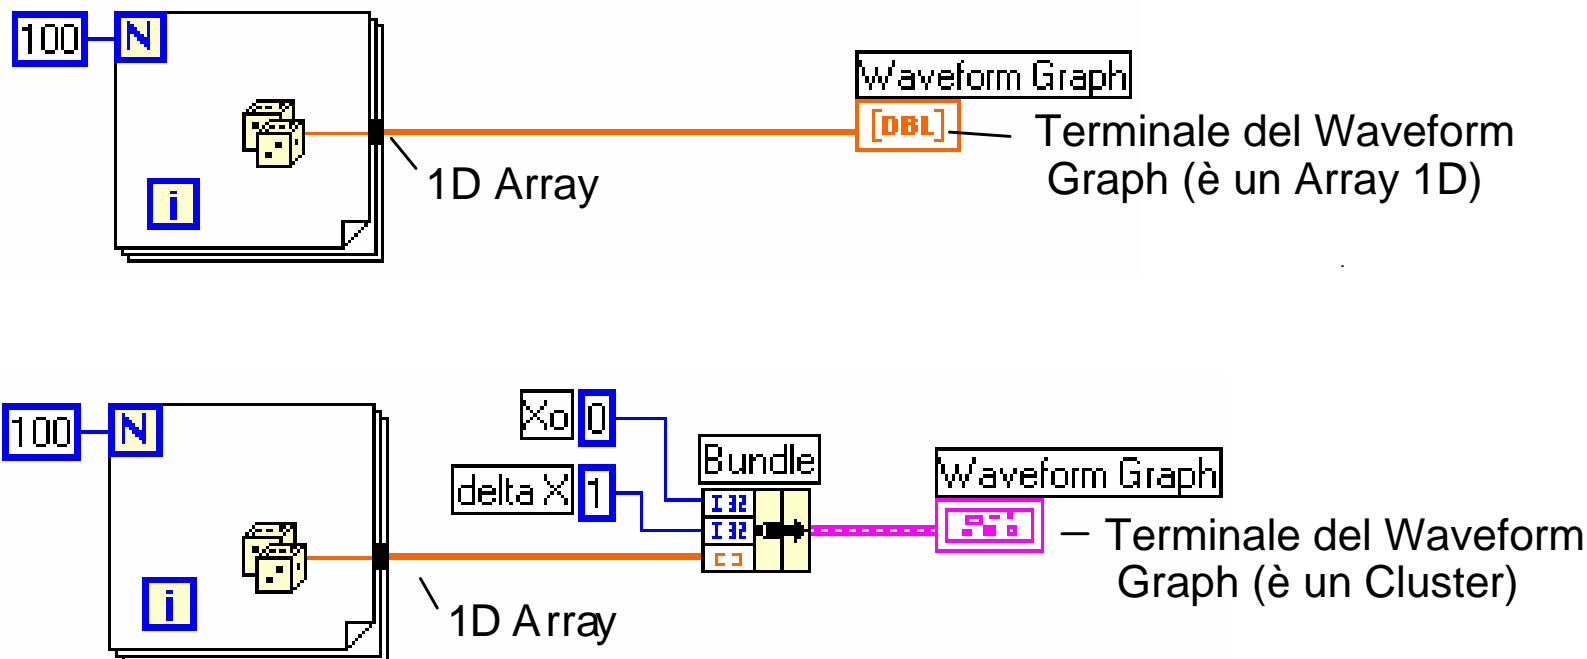 100 N
Waveform Graph
[DBL]
Terminale del Waveform
Graph (è un Array 1D)
1D Array
i
100 N
Xo 0
delta X 1
Bundle
I32
I32
Waveform Graph
Terminale del Waveform
Graph (è un Cluster)
i
1D Array